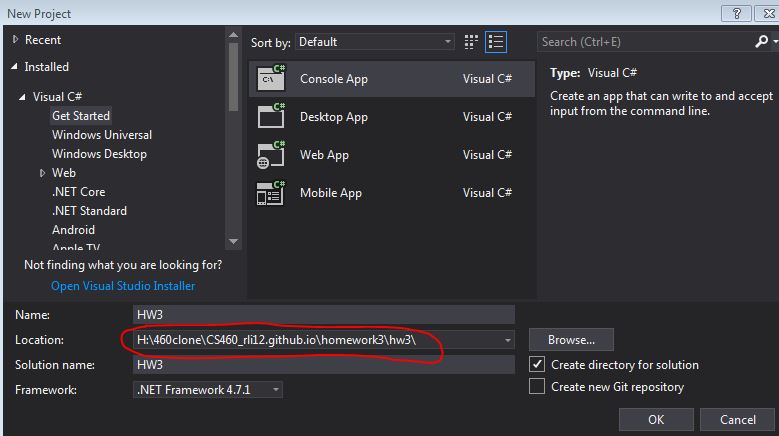 New Project
Recent
Installed
Visual C#
Get Started
Windows Universal
Windows Desktop
Web
.NET Core
.NET Standard
Android
Apple TV
Not finding what you are looking for?
Open Visual Studio Installer
Sort by: Default
C# C:\ Console App Visual C#
C# Desktop App Visual C#
C# Web App Visual C#
C# Mobile App Visual C#
Search (Ctrl+E)
Type: Visual C#
Create an app that can write to and accept
input from the command line.
Name: HW3
Location: H:\460clone\CS460_rli12.github.io\homework3\hw3\ Browse...
Solution name: HW3 Create directory for solution
Framework: .NET Framework 4.7.1 Create new Git repository
OK Cancel